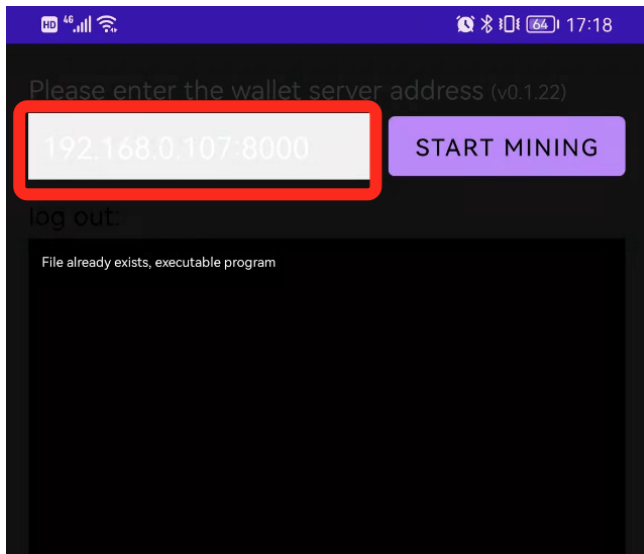 HD 46 64 17:18
Please enter the wallet server address (v0.1.22)
192.168.0.107:8000 START MINING
log out:
File already exists, executable program